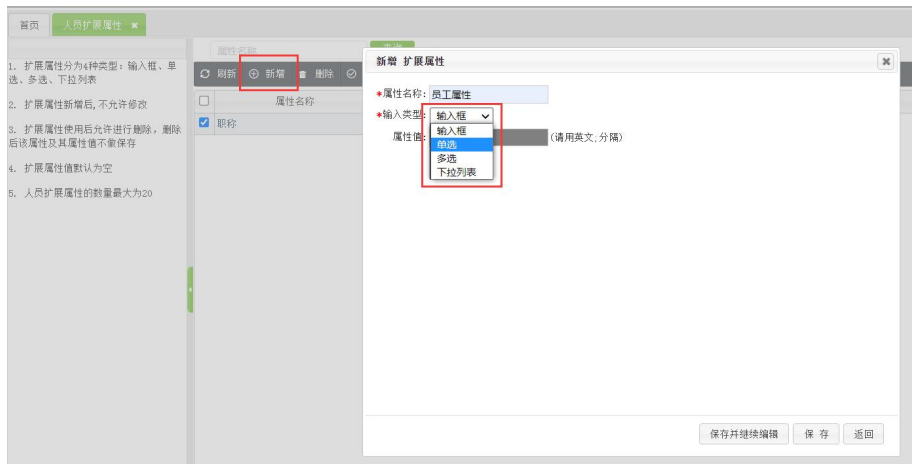 首页 人员扩展属性
1. 扩展属性分为4种类型：输入框、单
选、多选、下拉列表
2. 扩展属性新增后,不允许修改
3. 扩展属性使用后允许进行删除，删除
后该属性及其属性值不做保存
4. 扩展属性值默认为空
5. 人员扩展属性的数量最大为20
属性名称 查询
刷新 新增 删除
属性名称
职称
新增 扩展属性
*属性名称: 员工属性
*输入类型: 输入框
属性值: (请用英文;分隔)
输入框
单选
多选
下拉列表
保存并继续编辑 保 存 返回